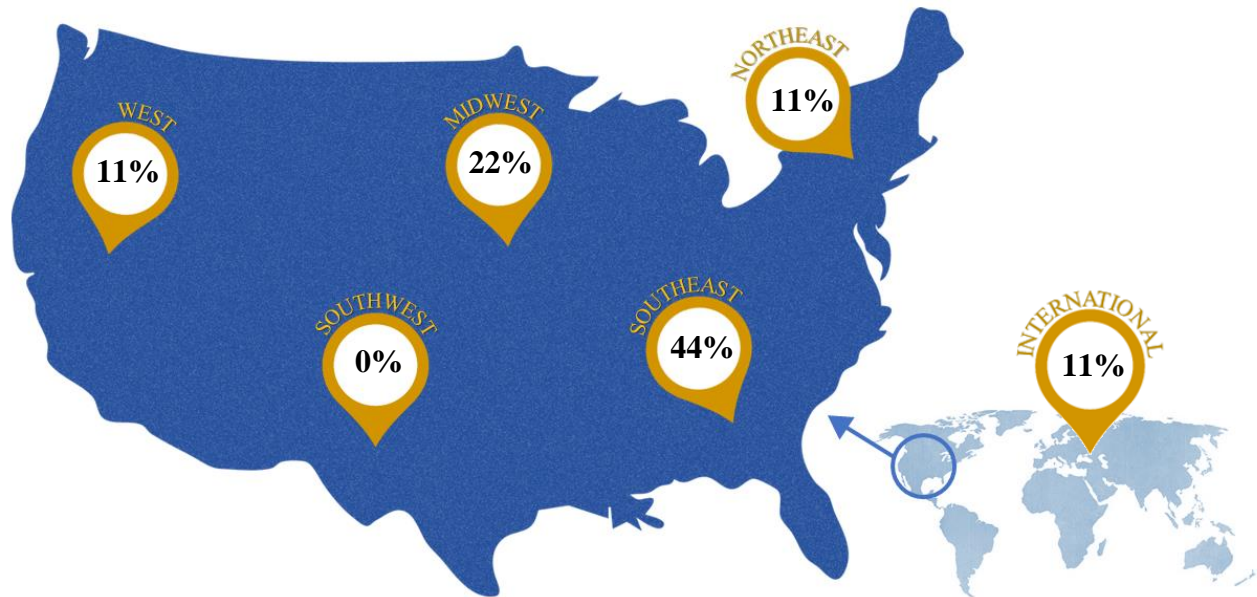 NORTHEAST
11%
WEST
11%
MIDWEST
22%
SOUTHWEST
0%
SOUTHEAST
44%
INTERNATIONAL
11%